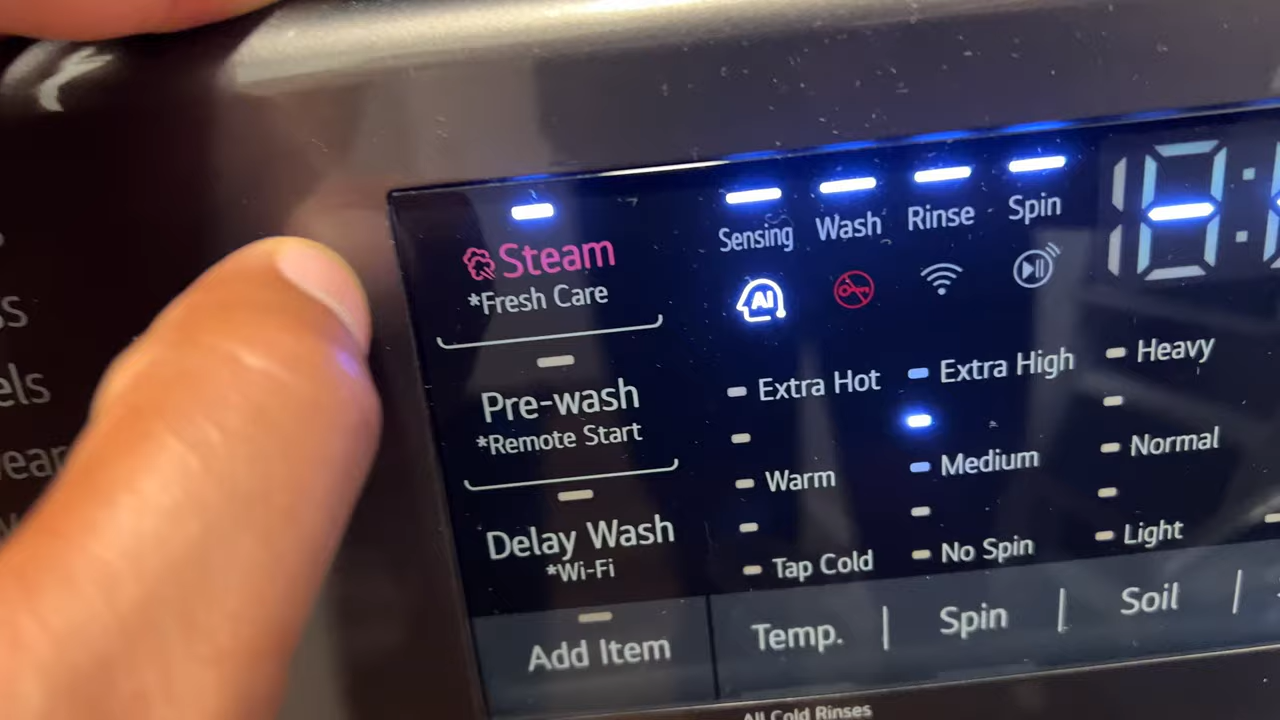 Steam
*Fresh Care
Pre-wash
*Remote Start
Delay Wash
*Wi-Fi
Add Item
Sensing
Wash
Rinse
Spin
AI
Extra Hot
Warm
Tap Cold
Temp.
Extra High
Medium
No Spin
Spin
Heavy
Normal
Light
Soil
All Cold Rinses